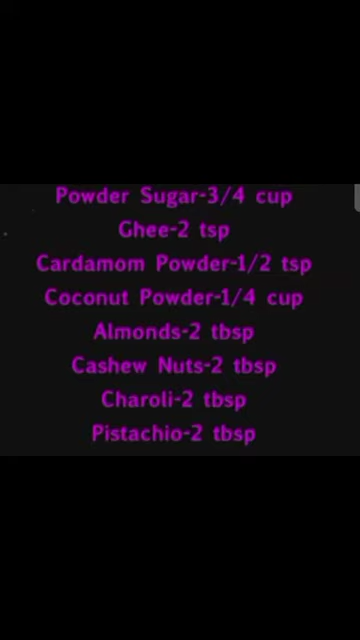 Powder Sugar-3/4 cup
Ghee-2 tsp
Cardamom Powder-1/2 tsp
Coconut Powder-1/4 cup
Almonds-2 tbsp
Cashew Nuts-2 tbsp
Charoli-2 tbsp
Pistachio-2 tbsp